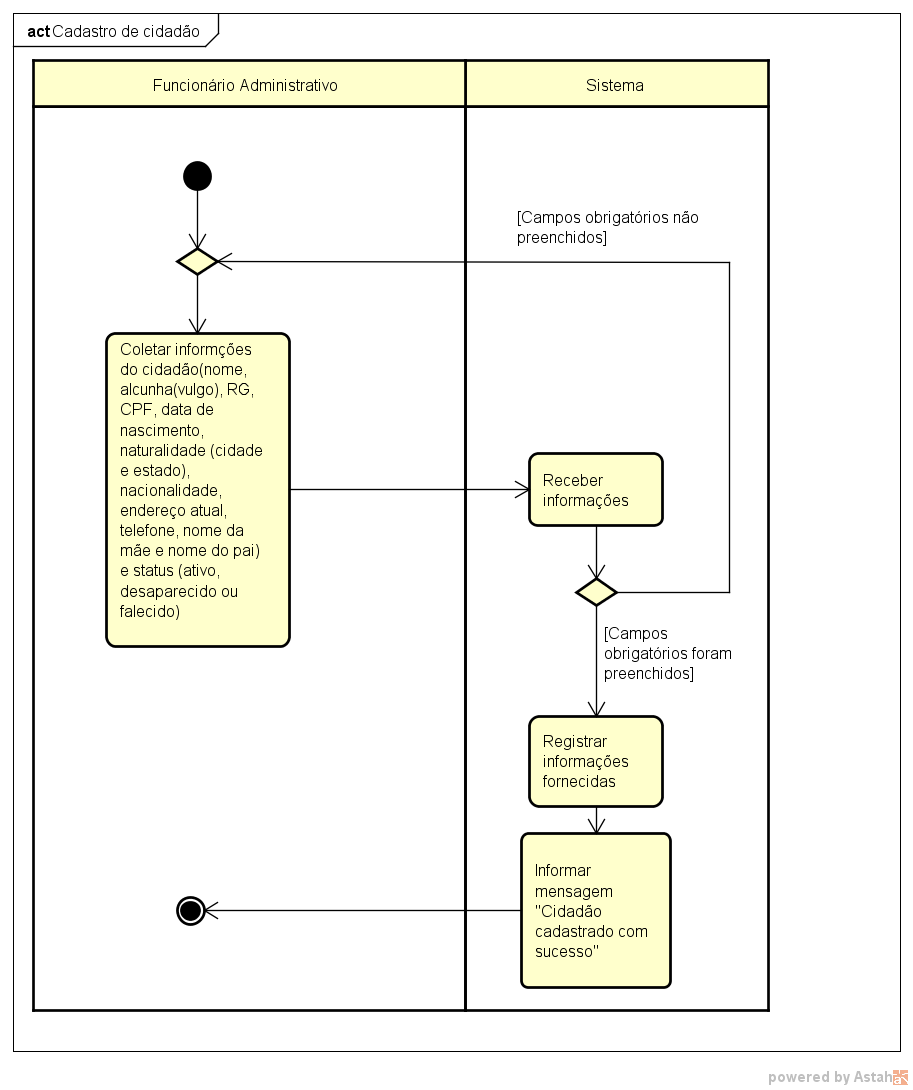 act Cadastro de cidadão
Funcionário Administrativo
Sistema
[Campos obrigatórios não
preenchidos]
Coletar informções
do cidadão(nome,
alcunha(vulgo), RG,
CPF, data de
nascimento,
naturalidade (cidade
e estado),
nacionalidade,
endereço atual,
telefone, nome da
mãe e nome do pai)
e status (ativo,
desaparecido ou
falecido)
Receber
informações
[Campos
obrigatórios foram
preenchidos]
Registrar
informações
fornecidas
Informar
mensagem
"Cidadão
cadastrado com
sucesso"
powered by Astah